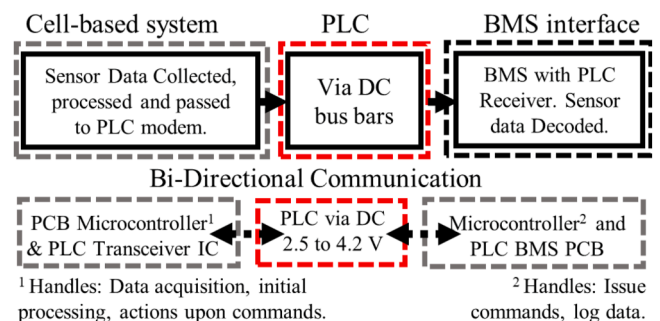 Cell-based system
PLC
BMS interface
Sensor Data Collected,
processed and passed
to PLC modem.
Via DC
bus bars
BMS with PLC
Receiver. Sensor
data Decoded.
Bi-Directional Communication
PCB Microcontroller¹
& PLC Transceiver IC
PLC via DC
2.5 to 4.2 V
Microcontroller² and
PLC BMS PCB
¹ Handles: Data acquisition, initial
processing, actions upon commands.
² Handles: Issue
commands, log data.